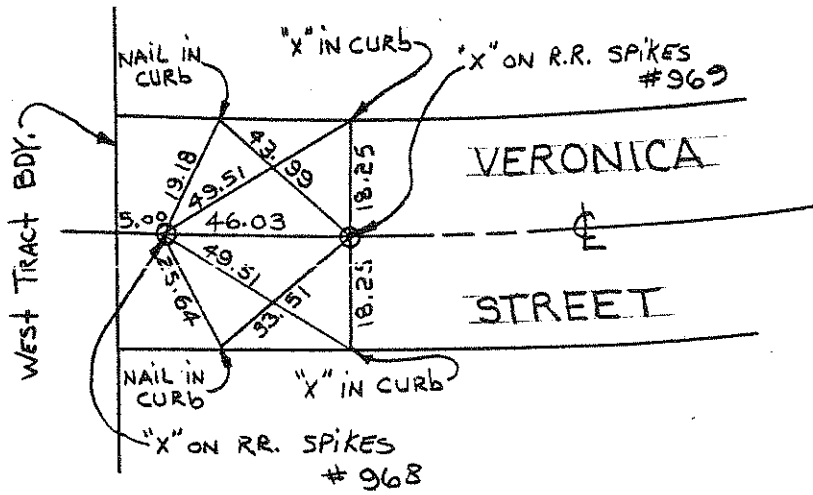 NAIL IN
CURB
"X" IN CURB
"X" ON R.R. SPIKES
#969
WEST TRACT BDY.
19.18
49.51
43.99
18.25
VERONICA
5.00
46.03
℄
25.64
49.51
33.51
18.25
STREET
NAIL IN
CURB
"X" IN CURB
"X" ON RR. SPIKES
# 968